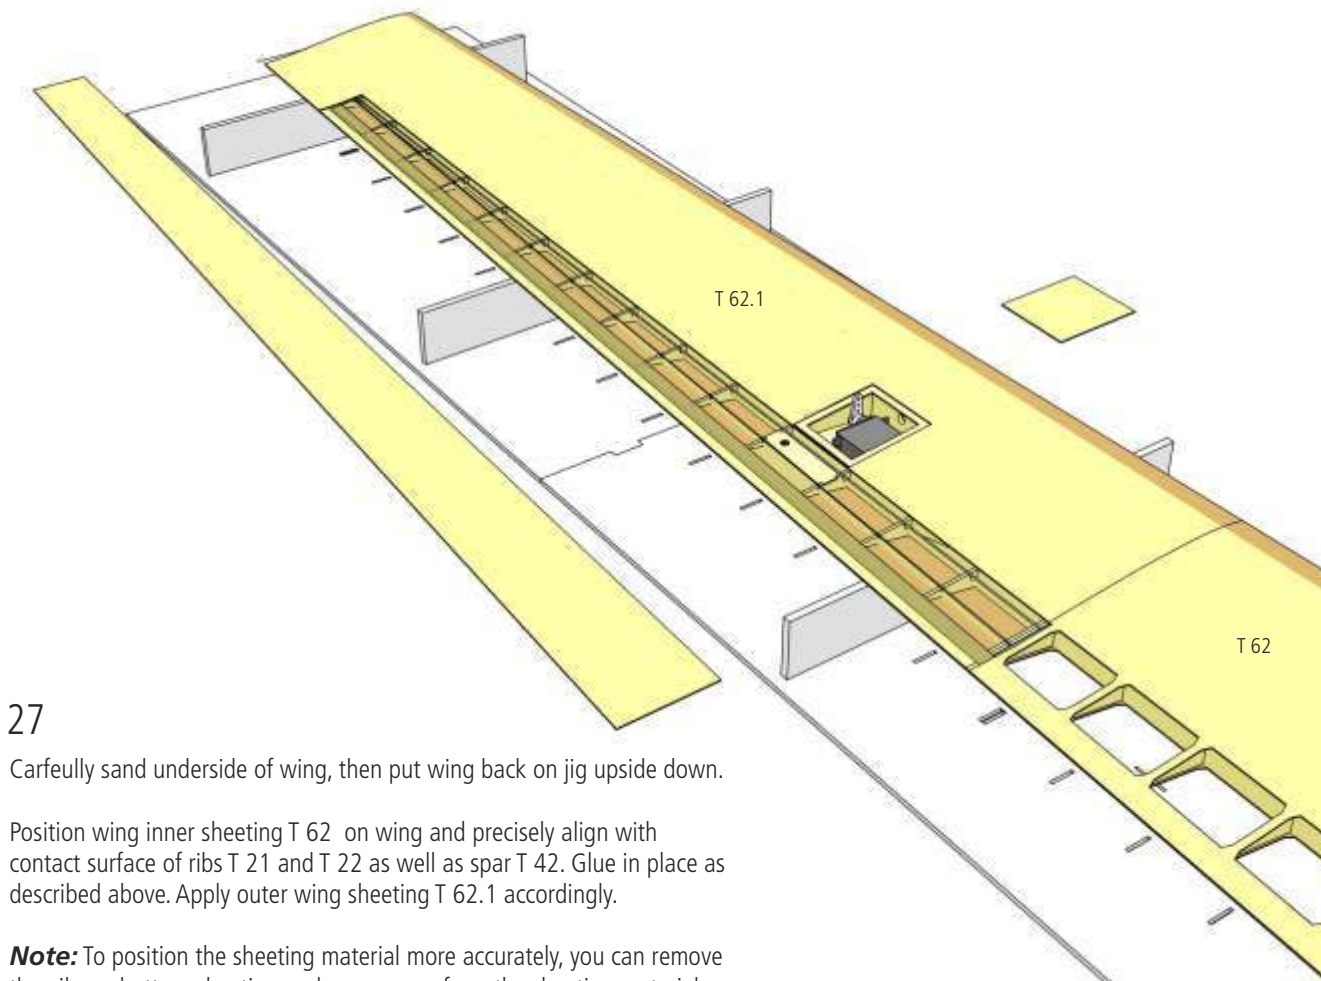 T 62.1
T 62
27
Carfeully sand underside of wing, then put wing back on jig upside down.
Position wing inner sheeting T 62 on wing and precisely align with
contact surface of ribs T 21 and T 22 as well as spar T 42. Glue in place as
described above. Apply outer wing sheeting T 62.1 accordingly.
Note: To position the sheeting material more accurately, you can remove